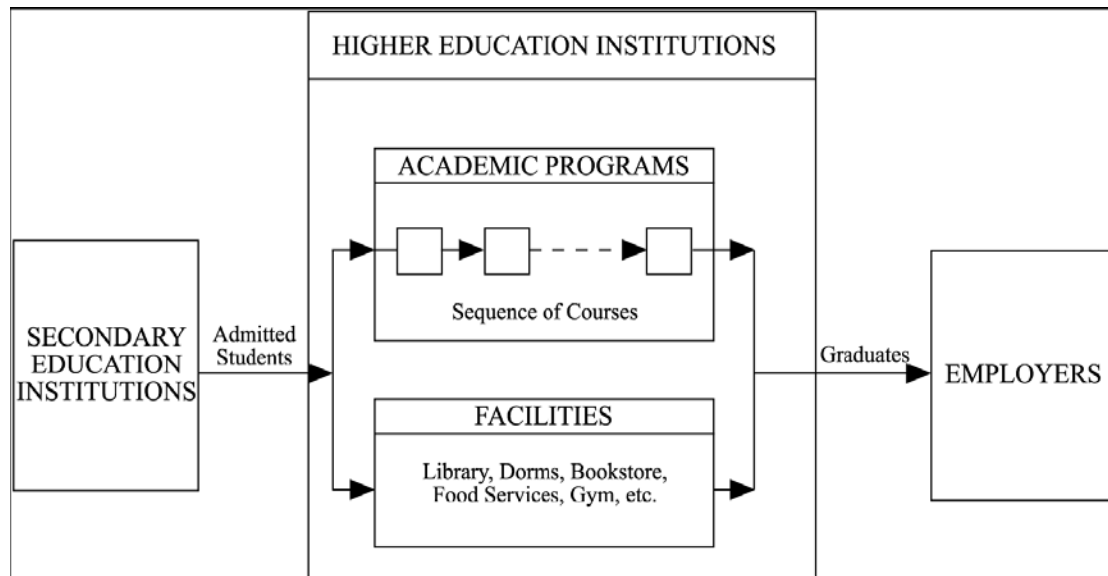 HIGHER EDUCATION INSTITUTIONS
ACADEMIC PROGRAMS
Sequence of Courses
SECONDARY
EDUCATION
INSTITUTIONS
Admitted
Students
Graduates
EMPLOYERS
FACILITIES
Library, Dorms, Bookstore,
Food Services, Gym, etc.